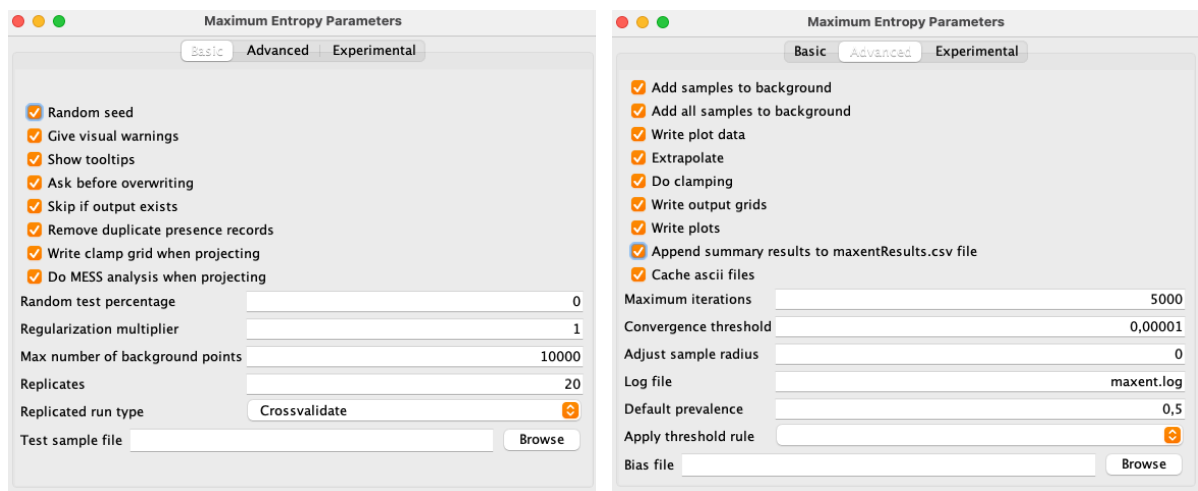 Maximum Entropy Parameters
Basic Advanced Experimental
Random seed
Give visual warnings
Show tooltips
Ask before overwriting
Skip if output exists
Remove duplicate presence records
Write clamp grid when projecting
Do MESS analysis when projecting
Random test percentage 0
Regularization multiplier 1
Max number of background points 10000
Replicates 20
Replicated run type Crossvalidate
Test sample file Browse
Maximum Entropy Parameters
Basic Advanced Experimental
Add samples to background
Add all samples to background
Write plot data
Extrapolate
Do clamping
Write output grids
Write plots
Append summary results to maxentResults.csv file
Cache ascii files
Maximum iterations 5000
Convergence threshold 0,00001
Adjust sample radius 0
Log file maxent.log
Default prevalence 0,5
Apply threshold rule
Bias file Browse